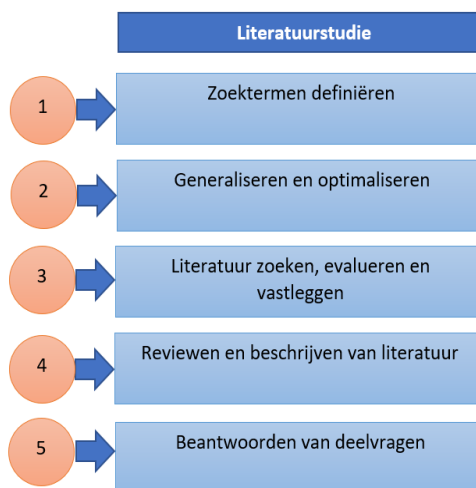 Literatuurstudie
1
Zoektermen definiëren
2
Generaliseren en optimaliseren
3
Literatuur zoeken, evalueren en
vastleggen
4
Reviewen en beschrijven van literatuur
5
Beantwoorden van deelvragen